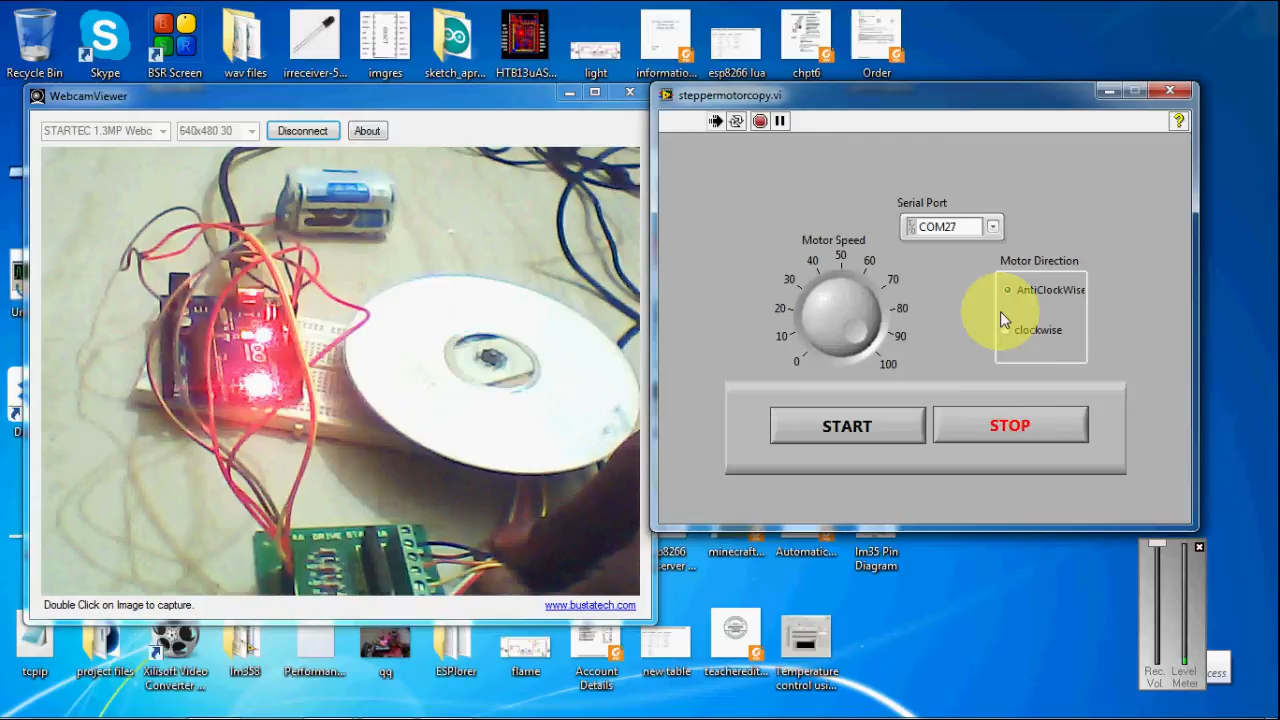 Recycle Bin
Skype
BSR Screen
wav files
irreceiver-5...
imgres
sketch_apr...
HTB13uAS...
light
informatio...
esp8266 lua
chpt6
Order
WebcamViewer
STARTEC 1.3MP Webc
640x480 30
Disconnect
About
Double Click on Image to capture.
www.bustatech.com
steppermotorcopy.vi
Serial Port
COM27
Motor Speed
0
10
20
30
40
50
60
70
80
90
100
Motor Direction
AntiClockWise
clockwise
START
STOP
minecraft...
Automatic...
lm35 Pin
Diagram
tcpip
project files
Xilisoft Video
Converter ...
lm358
Performan...
qq
ESPlorer
flame
Account
Details
new table
teacheredit...
Temperature
control usi...
Rec.
Vol.
Level
Meter